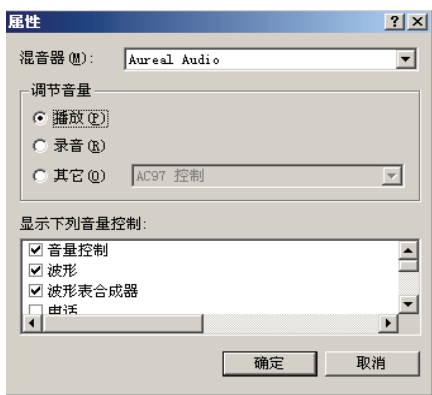 属性
混音器(M): Aureal Audio
调节音量
播放(P)
录音(R)
其它(O) AC97 控制
显示下列音量控制:
音量控制
波形
波形表合成器
电话
确定 取消